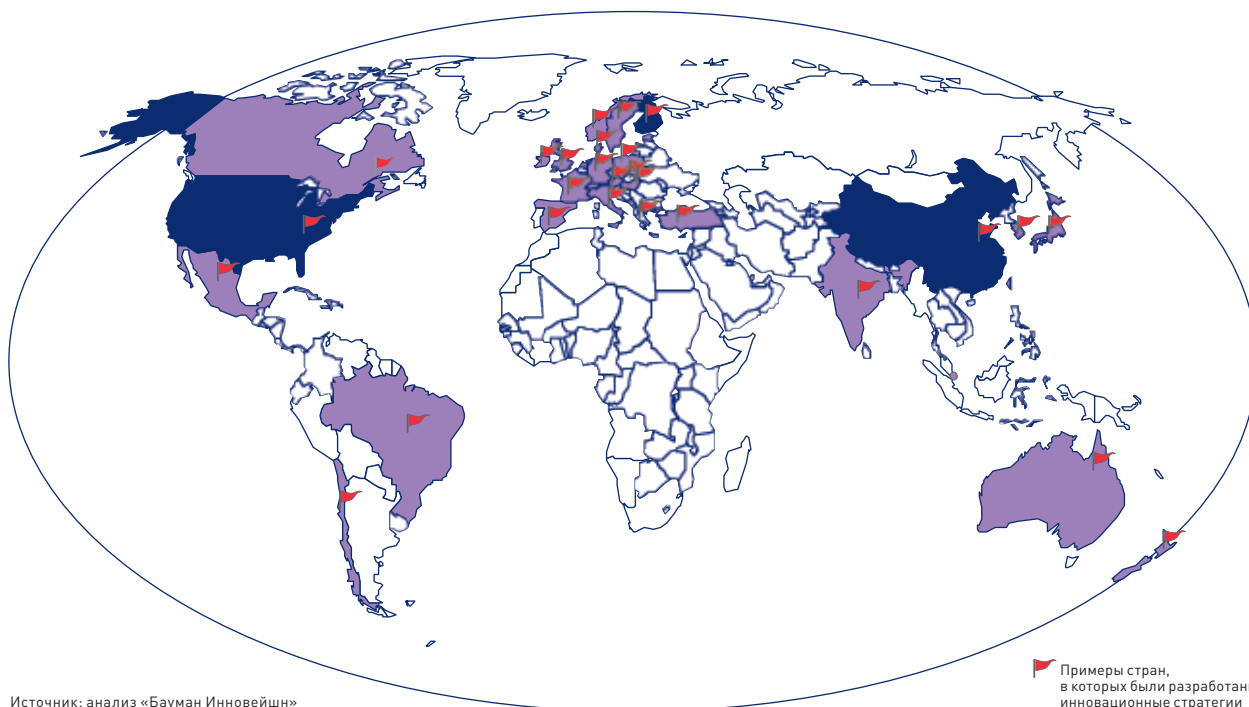 Источник: анализ «Бауман Инновейшн»
Примеры стран,
в которых были разработаны
инновационные стратегии